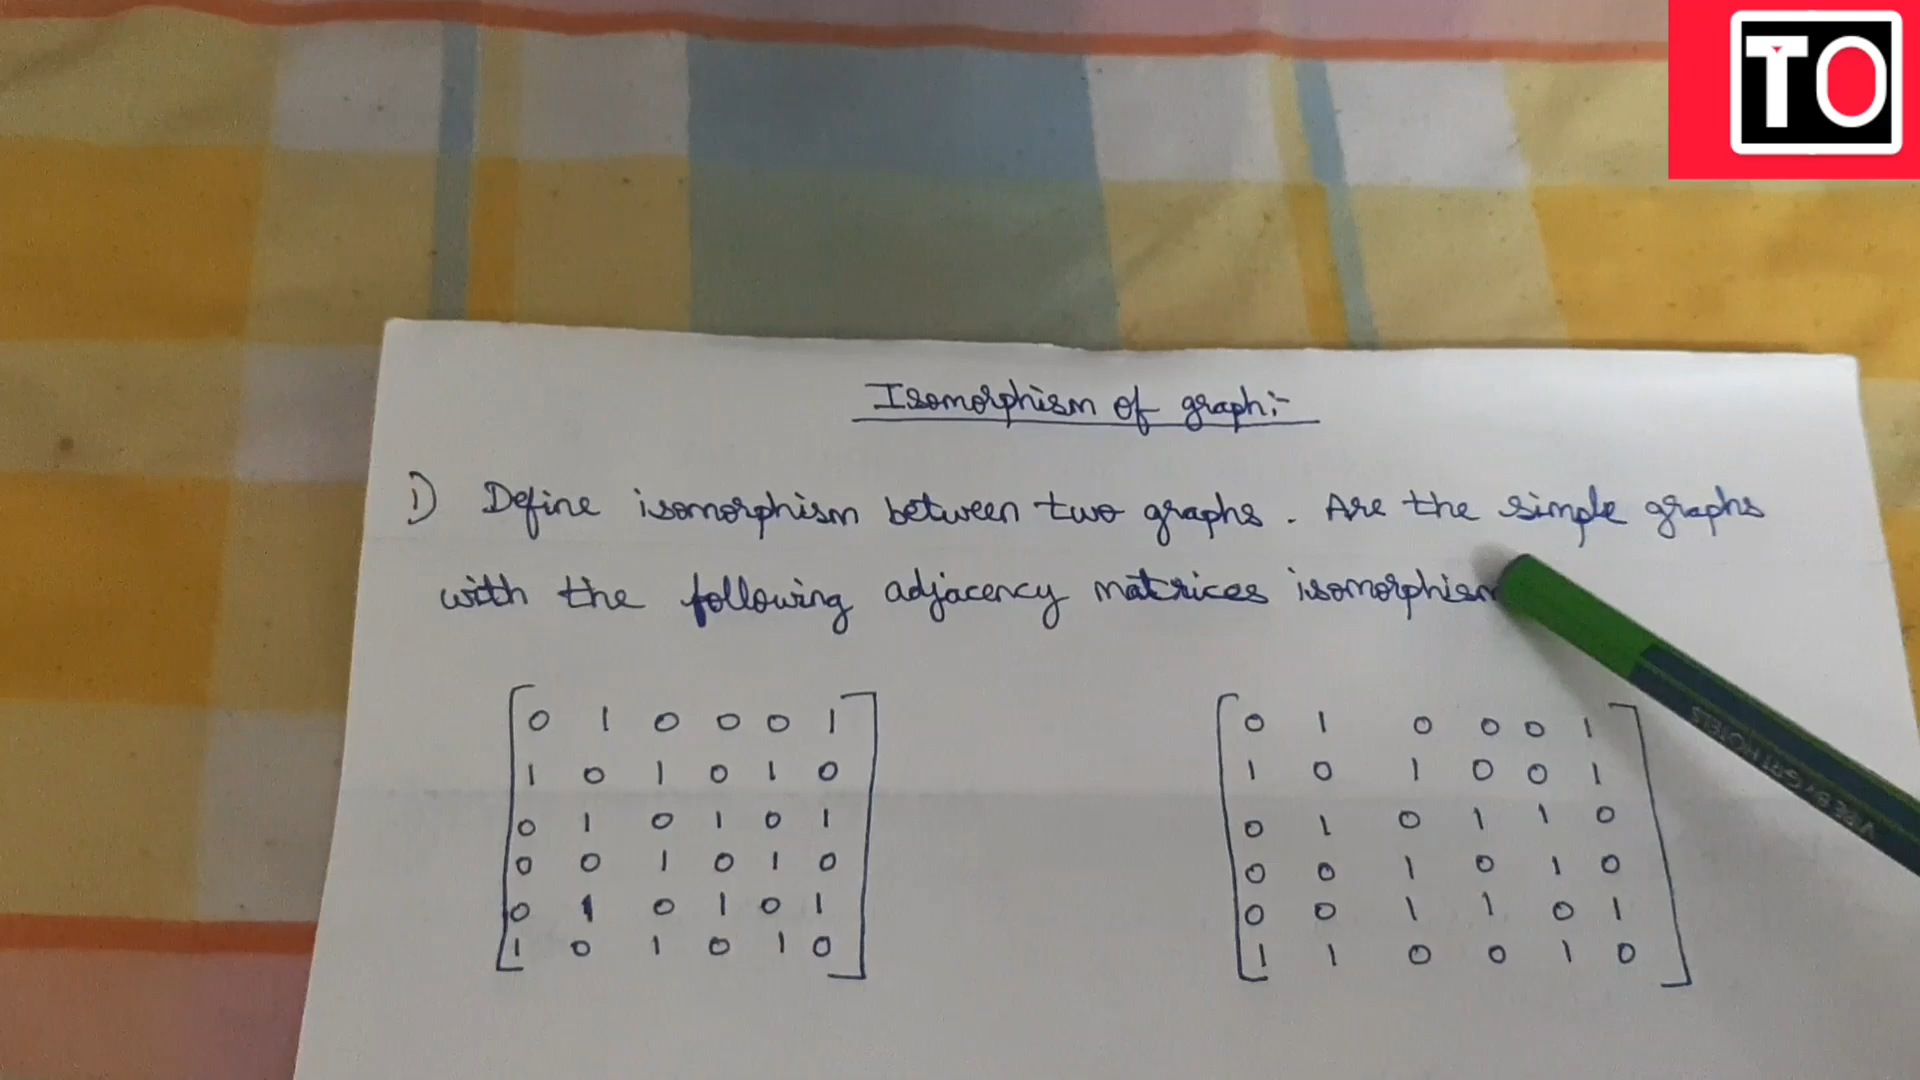 TO
Isomorphism of graph:-
1) Define isomorphism between two graphs. Are the simple graphs
with the following adjacency matrices isomorphism
0 1 0 0 0 1
1 0 1 0 1 0
0 1 0 1 0 1
0 0 1 0 1 0
0 1 0 1 0 1
1 0 1 0 1 0
0 1 0 0 0 1
1 0 1 0 0 1
0 1 0 1 1 0
0 0 1 0 1 0
0 0 1 1 0 1
1 1 0 0 1 0